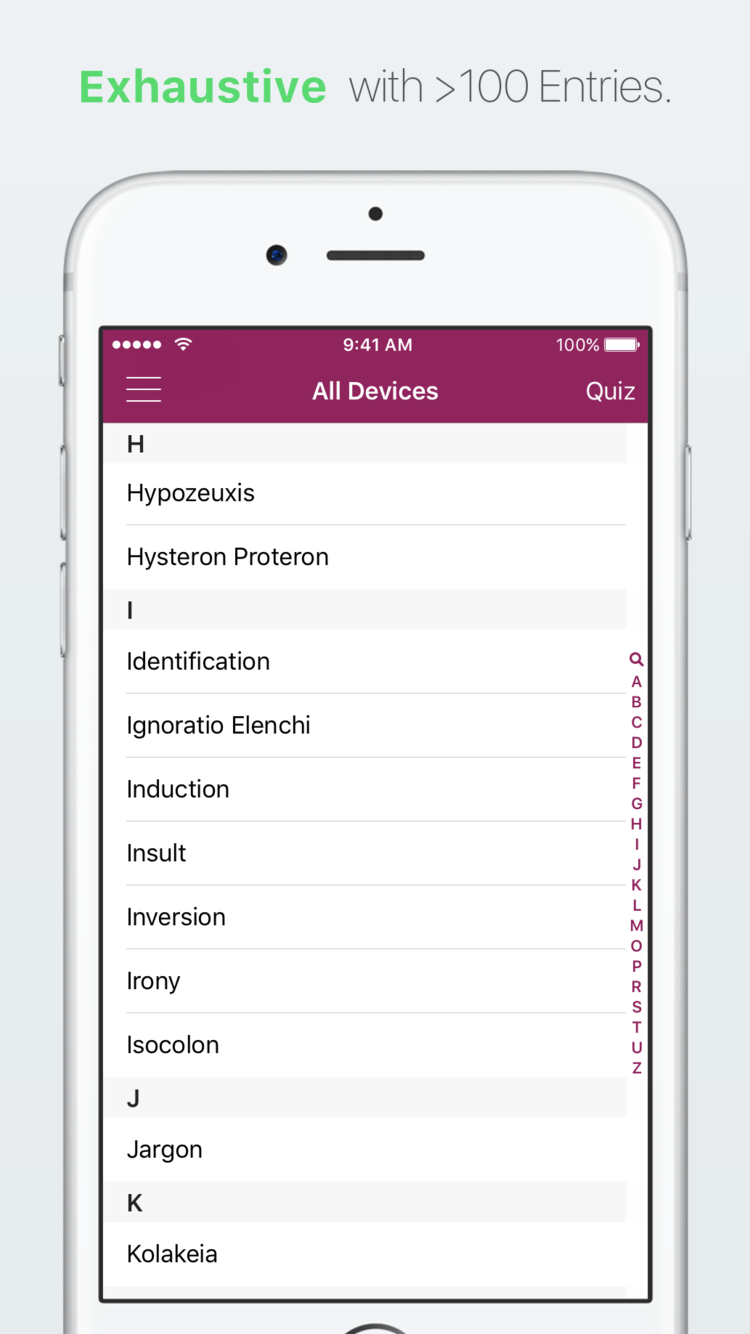 Exhaustive with >100 Entries.
9:41 AM 100%
All Devices Quiz
H
Hypozeuxis
Hysteron Proteron
I
Identification
Ignoratio Elenchi
Induction
Insult
Inversion
Irony
Isocolon
J
Jargon
K
Kolakeia
A
B
C
D
E
F
G
H
I
J
K
L
M
O
P
R
S
T
U
Z